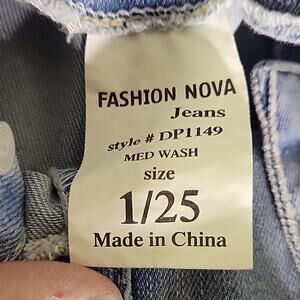 FASHION NOVA
Jeans
style # DP1149
MED WASH
size
1/25
Made in China